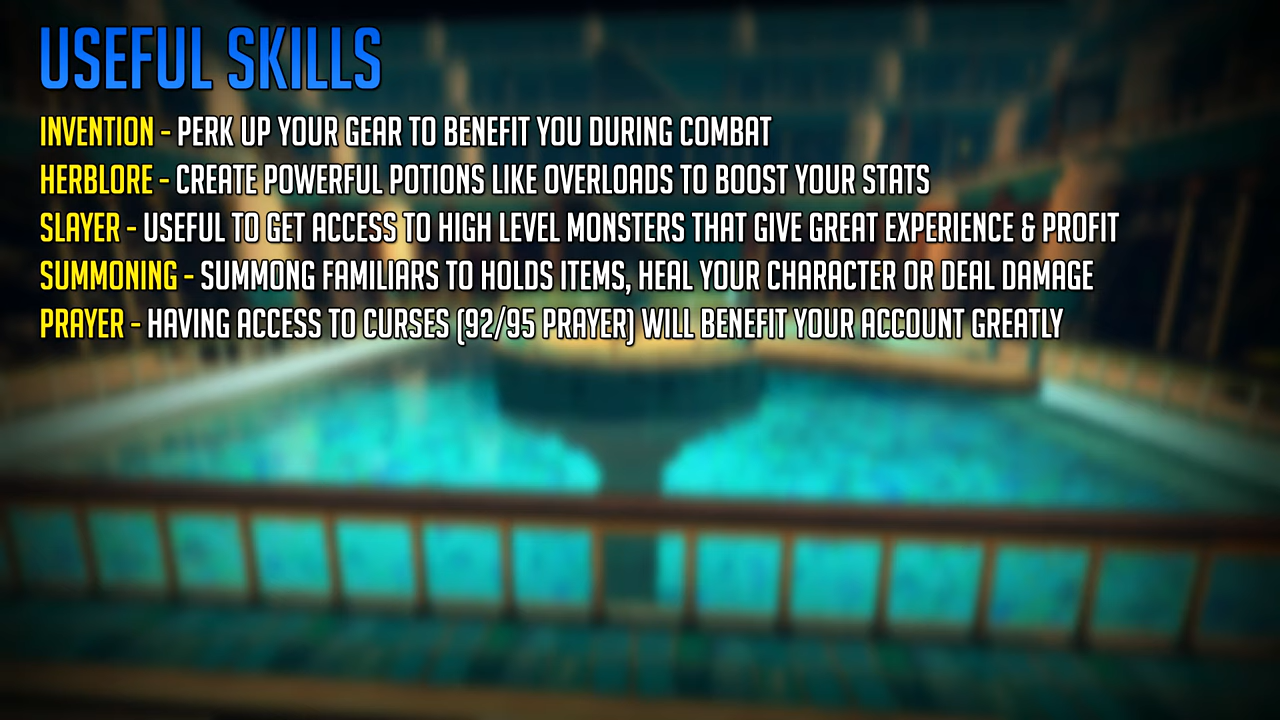 USEFUL SKILLS
INVENTION - PERK UP YOUR GEAR TO BENEFIT YOU DURING COMBAT
HERBLORE - CREATE POWERFUL POTIONS LIKE OVERLOADS TO BOOST YOUR STATS
SLAYER - USEFUL TO GET ACCESS TO HIGH LEVEL MONSTERS THAT GIVE GREAT EXPERIENCE & PROFIT
SUMMONING - SUMMONG FAMILIARS TO HOLDS ITEMS, HEAL YOUR CHARACTER OR DEAL DAMAGE
PRAYER - HAVING ACCESS TO CURSES (92/95 PRAYER) WILL BENEFIT YOUR ACCOUNT GREATLY